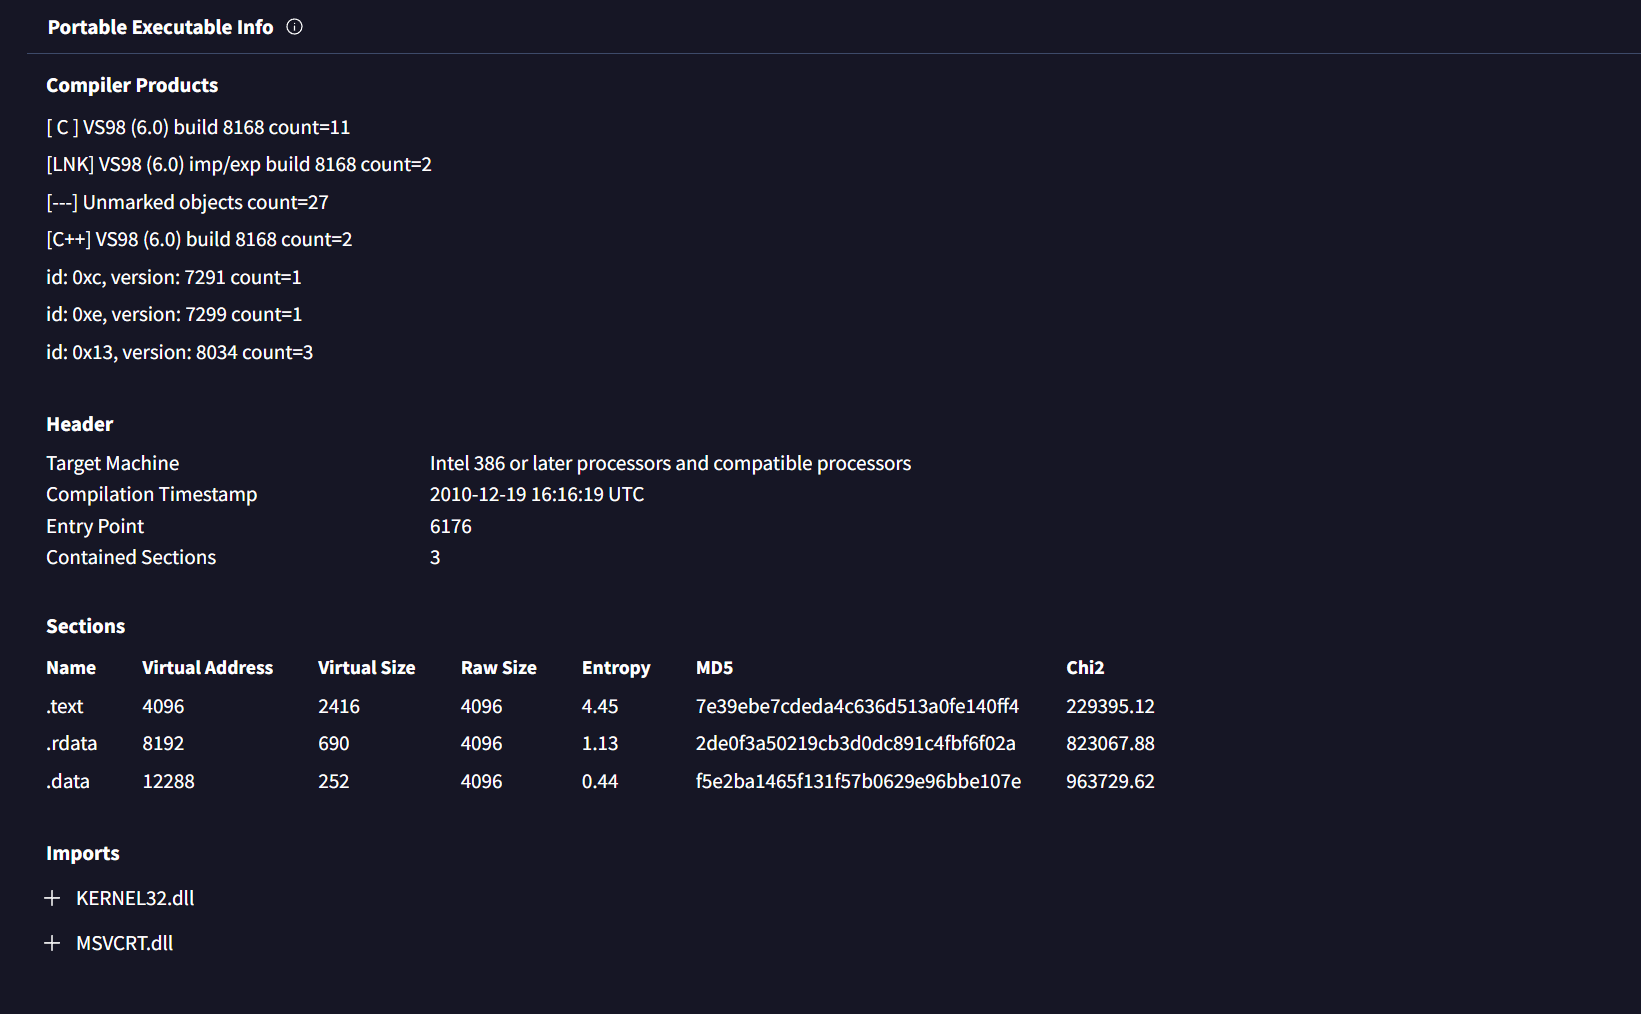 Portable Executable Info
Compiler Products
[ C ] VS98 (6.0) build 8168 count=11
[LNK] VS98 (6.0) imp/exp build 8168 count=2
[---] Unmarked objects count=27
[C++] VS98 (6.0) build 8168 count=2
id: 0xc, version: 7291 count=1
id: 0xe, version: 7299 count=1
id: 0x13, version: 8034 count=3
Header
Target Machine Intel 386 or later processors and compatible processors
Compilation Timestamp 2010-12-19 16:16:19 UTC
Entry Point 6176
Contained Sections 3
Sections
Name Virtual Address Virtual Size Raw Size Entropy MD5 Chi2
.text 4096 2416 4096 4.45 7e39ebe7cdeda4c636d513a0fe140ff4 229395.12
.rdata 8192 690 4096 1.13 2de0f3a50219cb3d0dc891c4fbf6f02a 823067.88
.data 12288 252 4096 0.44 f5e2ba1465f131f57b0629e96bbe107e 963729.62
Imports
KERNEL32.dll
MSVCRT.dll